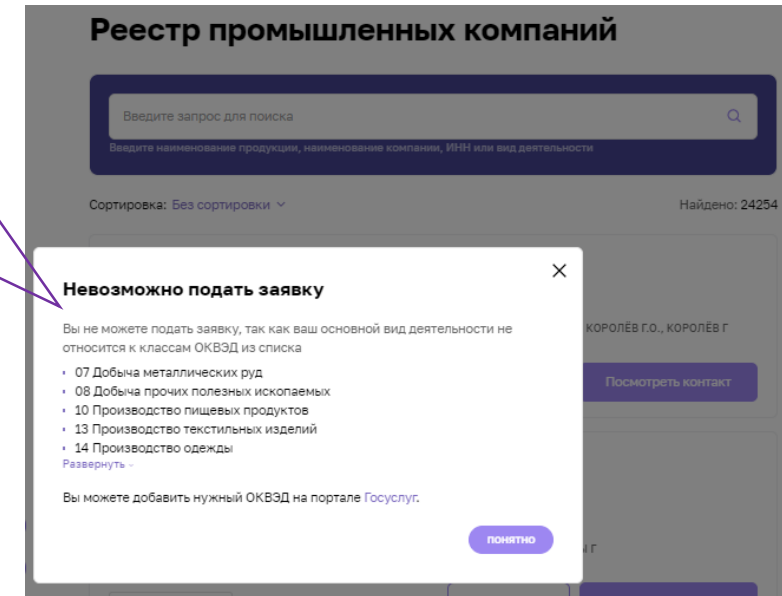 Реестр промышленных компаний
Введите запрос для поиска
Введите наименование продукции, наименование компании, ИНН или вид деятельности
Сортировка: Без сортировки
Найдено: 24254
Невозможно подать заявку
Вы не можете подать заявку, так как ваш основной вид деятельности не
относится к классам ОКВЭД из списка
07 Добыча металлических руд
08 Добыча прочих полезных ископаемых
10 Производство пищевых продуктов
13 Производство текстильных изделий
14 Производство одежды
Развернуть
Вы можете добавить нужный ОКВЭД на портале Госуслуг.
ПОНЯТНО
КОРОЛЁВ Г.О., КОРОЛЁВ Г
Посмотреть контакт
Г